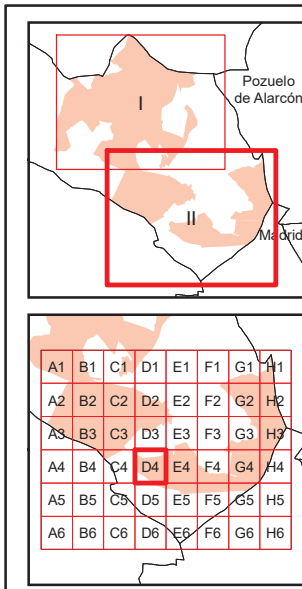 I
Pozuelo
de Alarcón
II
Madrid
A1 B1 C1 D1 E1 F1 G1 H1
A2 B2 C2 D2 E2 F2 G2 H2
A3 B3 C3 D3 E3 F3 G3 H3
A4 B4 C4 D4 E4 F4 G4 H4
A5 B5 C5 D5 E5 F5 G5 H5
A6 B6 C6 D6 E6 F6 G6 H6